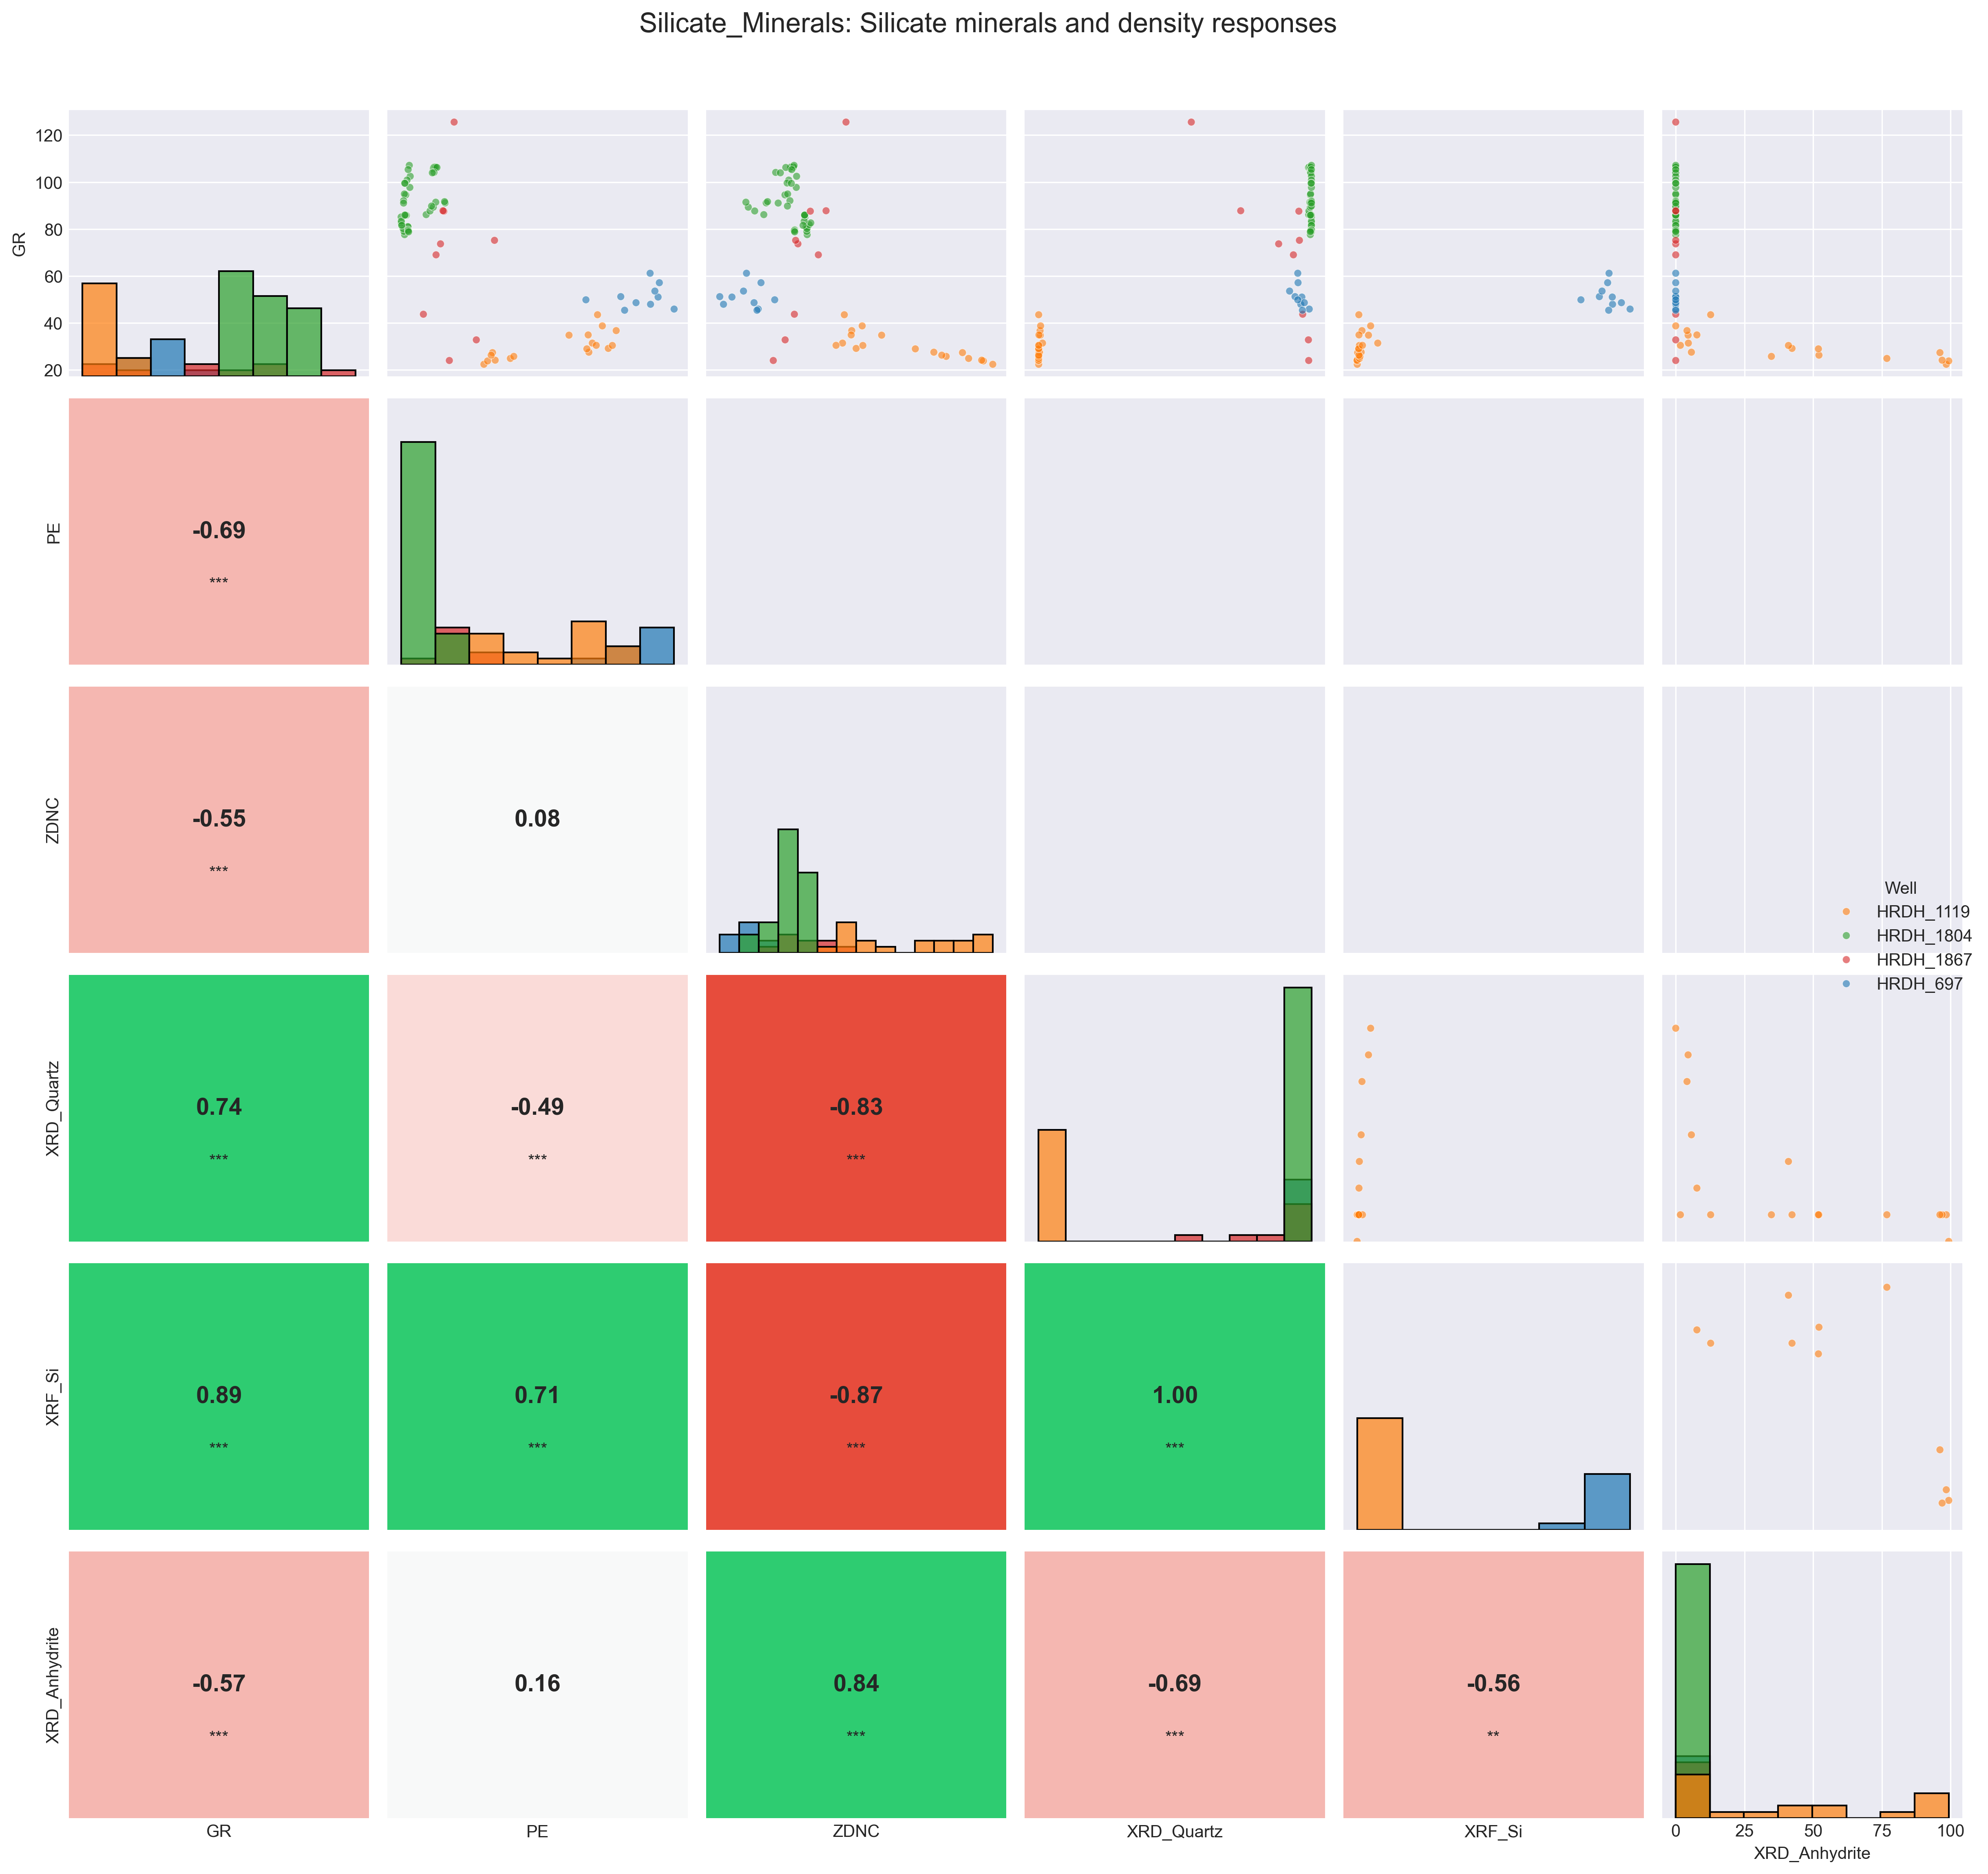 Silicate_Minerals: Silicate minerals and density responses
120
100
80
60
40
20
GR
PE
-0.69
***
ZDNC
-0.55
***
0.08
Well
HRDH_1119
HRDH_1804
HRDH_1867
HRDH_697
XRD_Quartz
0.74
***
-0.49
***
-0.83
***
XRF_Si
0.89
***
0.71
***
-0.87
***
1.00
***
XRD_Anhydrite
-0.57
***
0.16
0.84
***
-0.69
***
-0.56
**
0 25 50 75 100
GR PE ZDNC XRD_Quartz XRF_Si XRD_Anhydrite